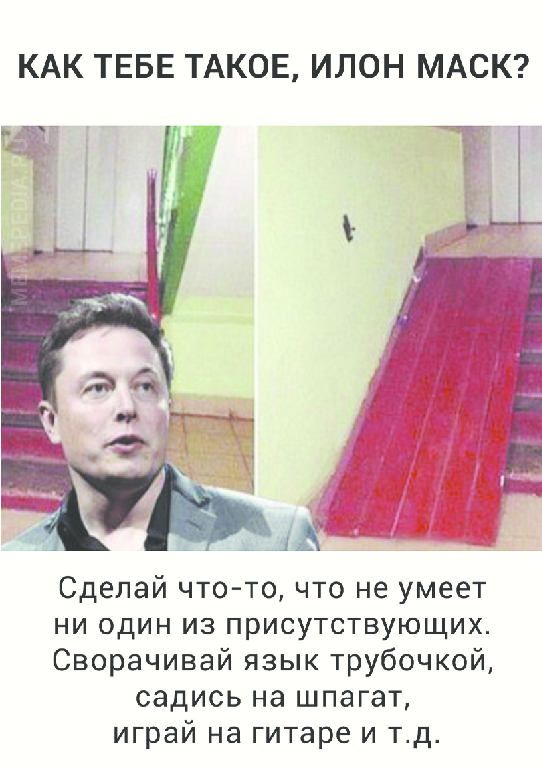 КАК ТЕБЕ ТАКОЕ, ИЛОН МАСК?
MEMEPEDIA.RU
Сделай что-то, что не умеет
ни один из присутствующих.
Сворачивай язык трубочкой,
садись на шпагат,
играй на гитаре и т.д.